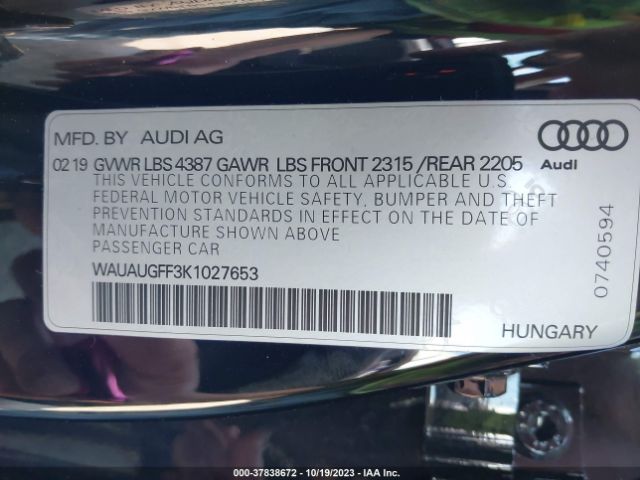 MFD. BY AUDI AG
02 19 GVWR LBS 4387 GAWR LBS FRONT 2315 /REAR 2205
Audi
THIS VEHICLE CONFORMS TO ALL APPLICABLE U.S.
FEDERAL MOTOR VEHICLE SAFETY, BUMPER AND THEFT
PREVENTION STANDARDS IN EFFECT ON THE DATE OF
MANUFACTURE SHOWN ABOVE
PASSENGER CAR
WAUAUGFF3K1027653
0740594
HUNGARY
000-37838672 - 10/19/2023 - IAA Inc.